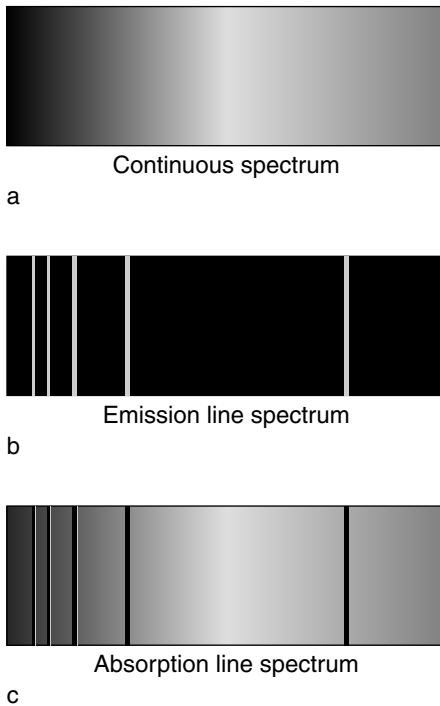 Continuous spectrum
a
Emission line spectrum
b
Absorption line spectrum
c